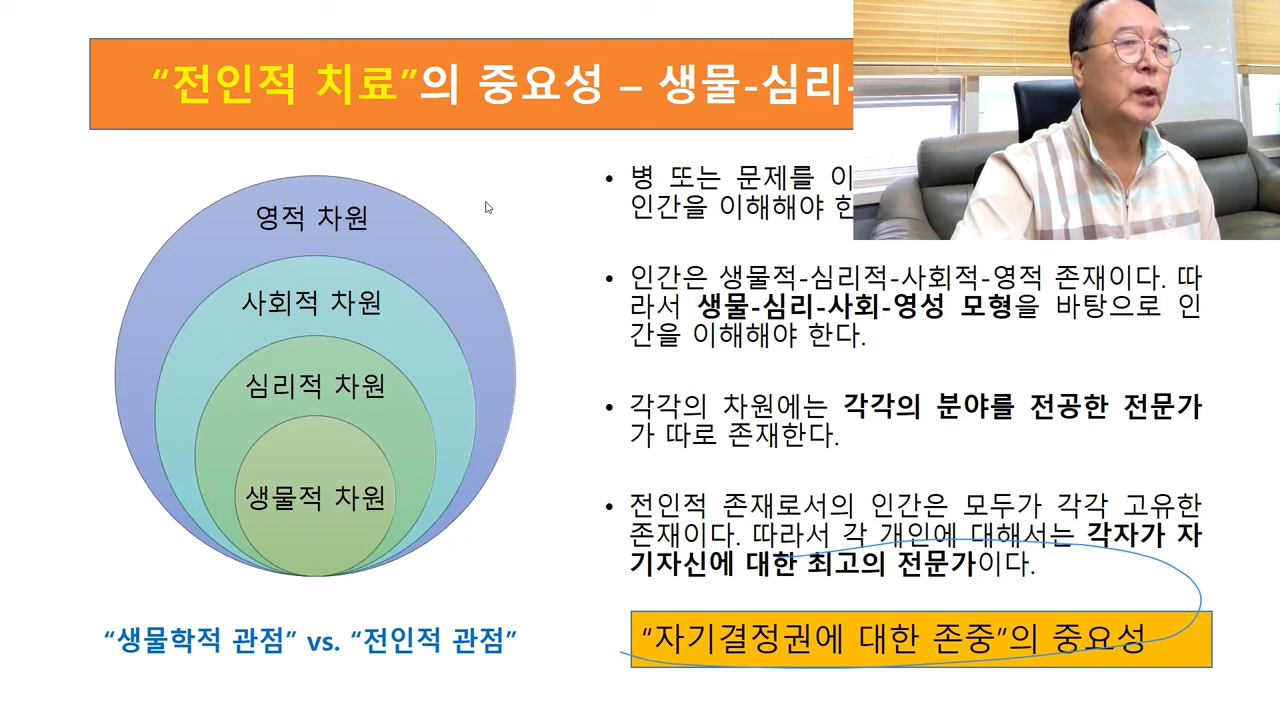 “전인적 치료”의 중요성 – 생물-심리-
영적 차원
사회적 차원
심리적 차원
생물적 차원
“생물학적 관점” vs. “전인적 관점”
• 병 또는 문제를 이
인간을 이해해야 한
• 인간은 생물적-심리적-사회적-영적 존재이다. 따
라서 생물-심리-사회-영성 모형을 바탕으로 인
간을 이해해야 한다.
• 각각의 차원에는 각각의 분야를 전공한 전문가
가 따로 존재한다.
• 전인적 존재로서의 인간은 모두가 각각 고유한
존재이다. 따라서 각 개인에 대해서는 각자가 자
기자신에 대한 최고의 전문가이다.
“자기결정권에 대한 존중”의 중요성